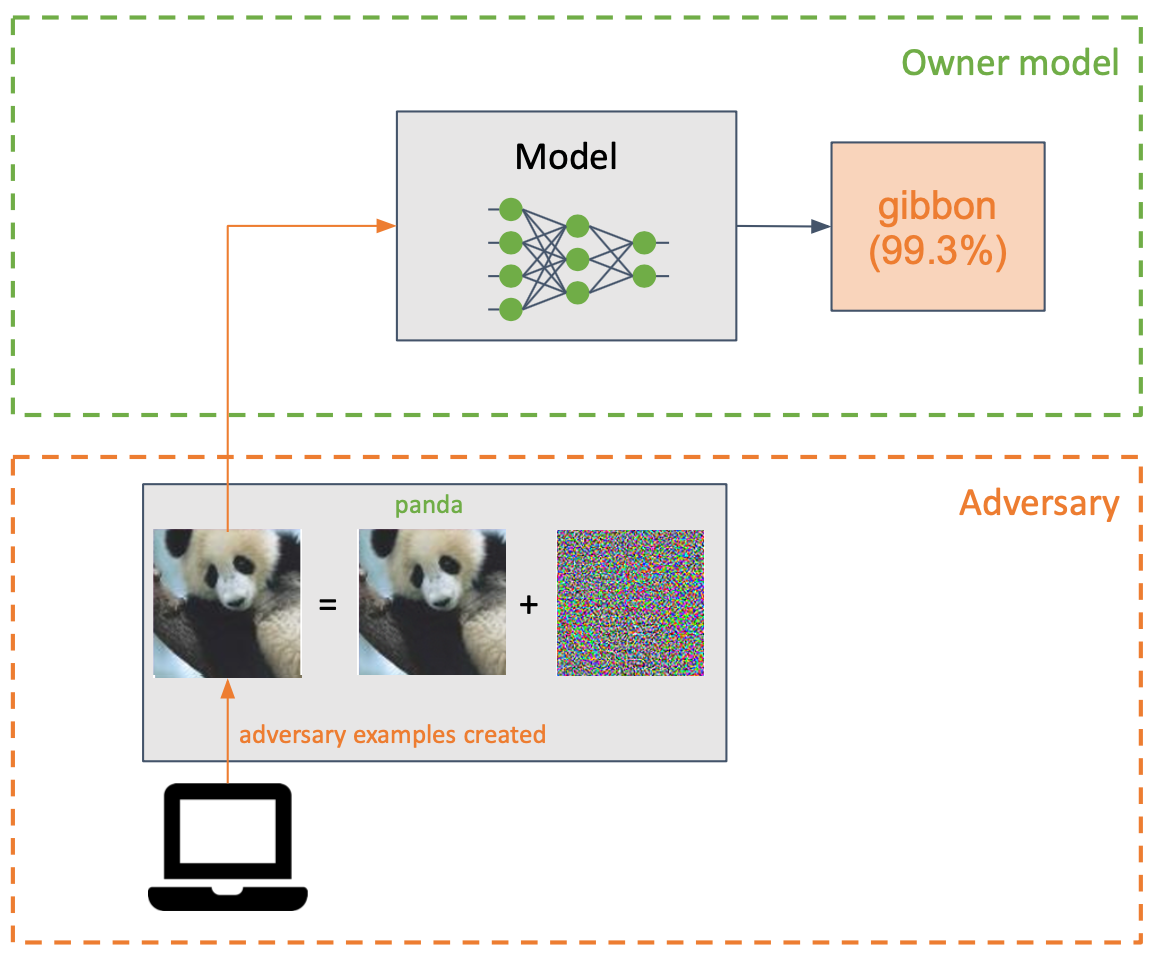 Owner model
Model
gibbon
(99.3%)
Adversary
panda
=
+
adversary examples created